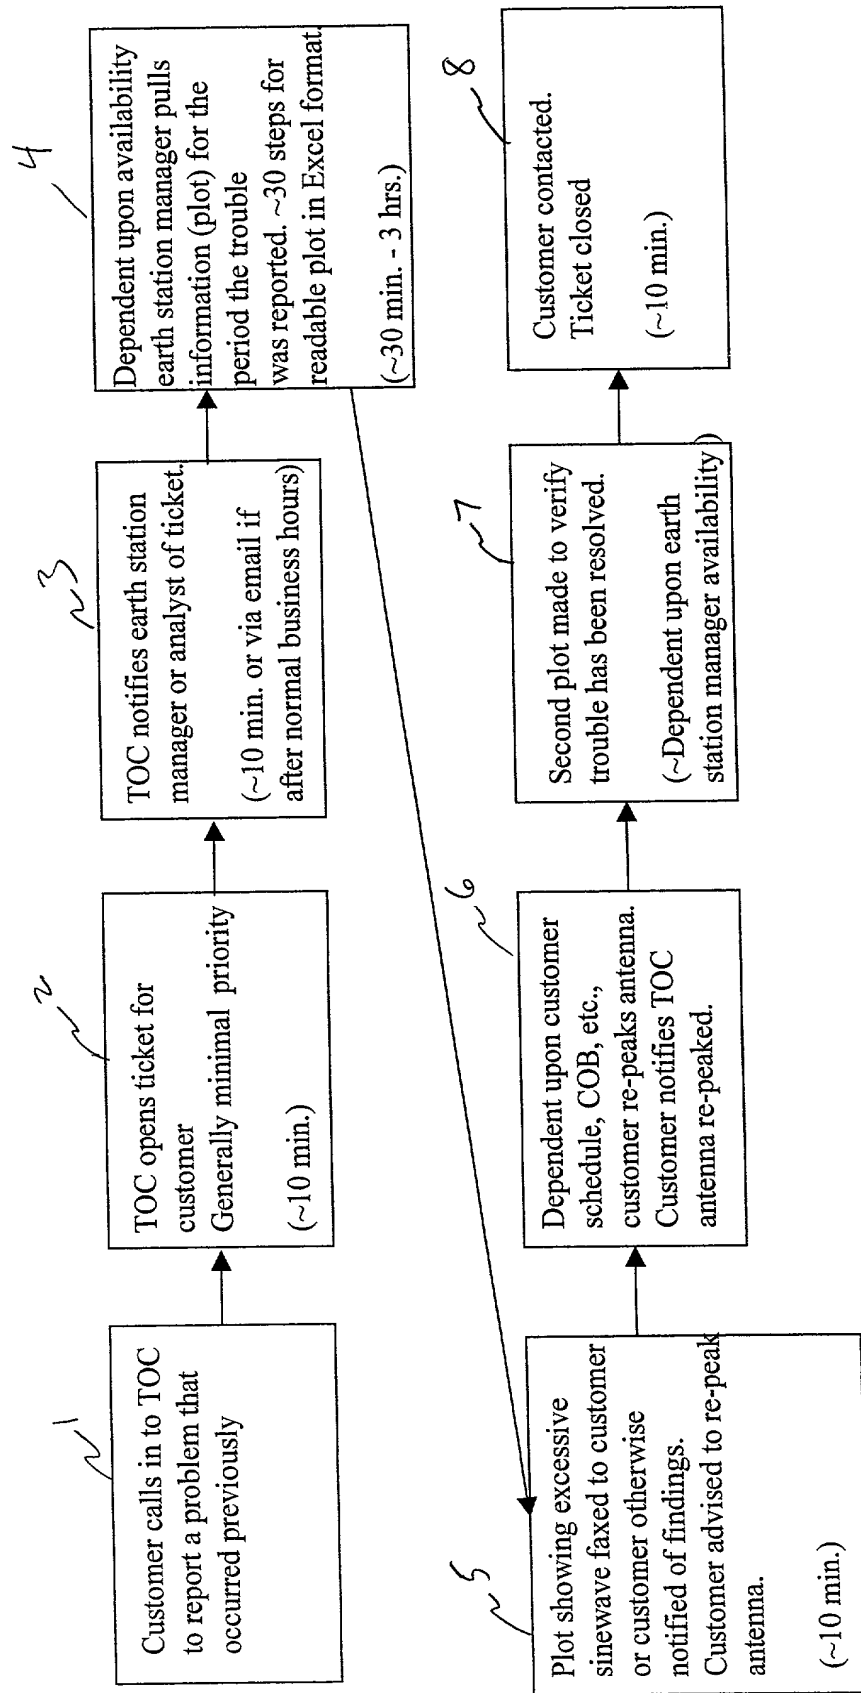 1
Customer calls in to TOC
to report a problem that
occurred previously
2
TOC opens ticket for
customer
Generally minimal priority
(~10 min.)
3
TOC notifies earth station
manager or analyst of ticket.
(~10 min. or via email if
after normal business hours)
4
Dependent upon availability
earth station manager pulls
information (plot) for the
period the trouble
was reported. ~30 steps for
readable plot in Excel format.
(~30 min. - 3 hrs.)
5
Plot showing excessive
sinewave faxed to customer
or customer otherwise
notified of findings.
Customer advised to re-peak
antenna.
(~10 min.)
6
Dependent upon customer
schedule, COB, etc.,
customer re-peaks antenna.
Customer notifies TOC
antenna re-peaked.
7
Second plot made to verify
trouble has been resolved.
(~Dependent upon earth
station manager availability)
8
Customer contacted.
Ticket closed
(~10 min.)